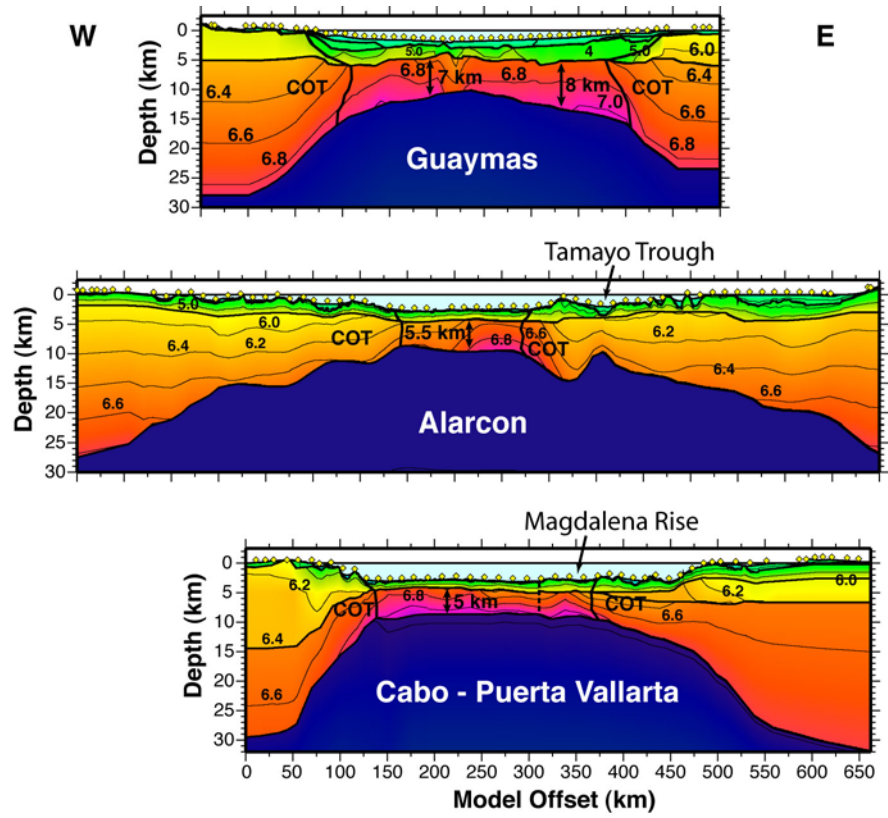 W
E
Depth (km)
0
5
10
15
20
25
30
5.0
4
5.0
6.0
6.8
6.8
7 km
8 km
7.0
6.4
COT
COT
6.4
6.6
6.6
6.8
6.8
Guaymas
Tamayo Trough
Depth (km)
0
5
10
15
20
25
30
5.0
6.0
6.2
6.4
6.2
COT
5.5 km
6.8
6.6
COT
6.4
6.6
6.6
Alarcon
Magdalena Rise
Depth (km)
0
5
10
15
20
25
30
6.2
6.8
5 km
COT
COT
6.2
6.0
6.6
6.4
6.6
Cabo - Puerta Vallarta
0 50 100 150 200 250 300 350 400 450 500 550 600 650
Model Offset (km)